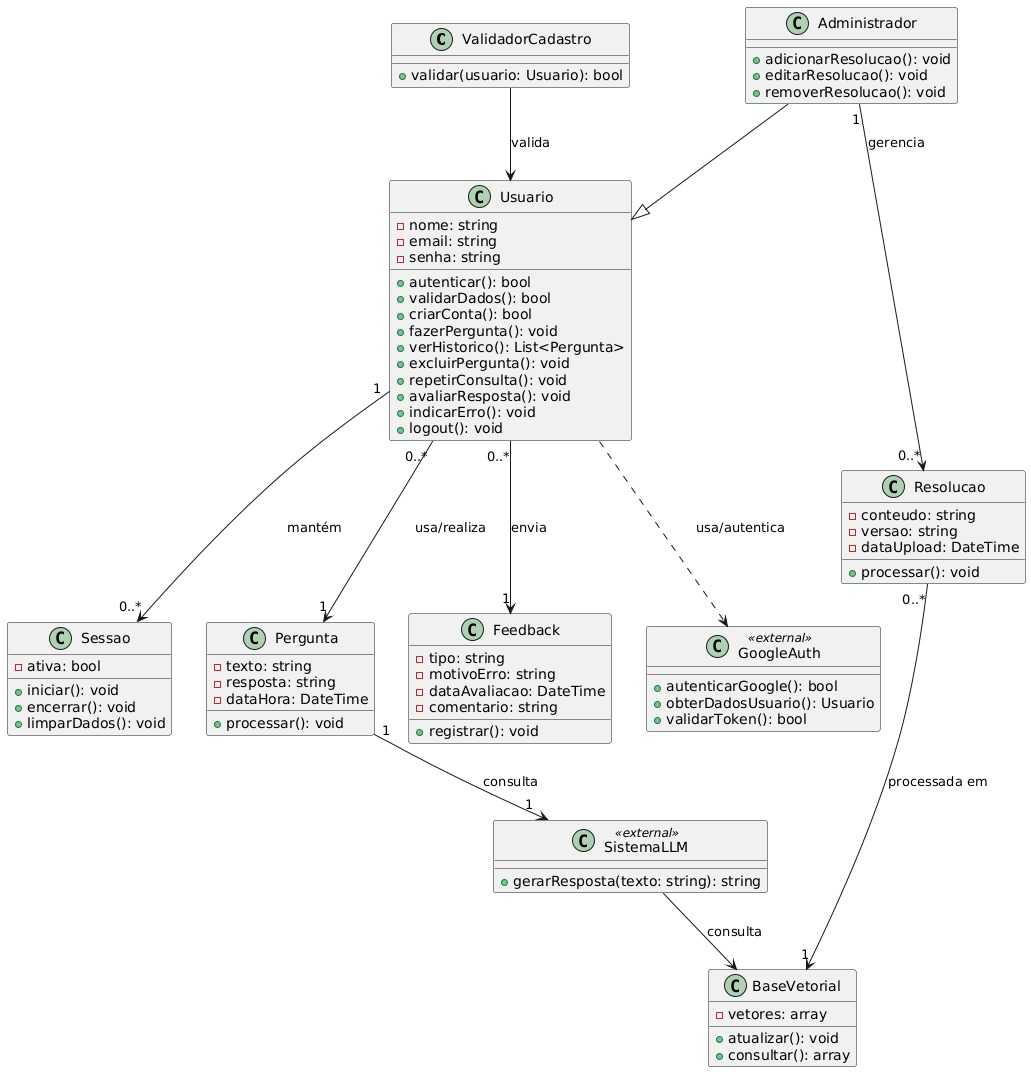 ValidadorCadastro
+ validar(usuario: Usuario): bool
Administrador
+ adicionarResolucao(): void
+ editarResolucao(): void
+ removerResolucao(): void
valida
1
gerencia
Usuario
nome: string
email: string
senha: string
autenticar(): bool
validarDados(): bool
criarConta(): bool
fazerPergunta(): void
verHistorico(): List<Pergunta>
excluirPergunta(): void
repetirConsulta(): void
avaliarResposta(): void
indicarErro(): void
logout(): void
1
0..*
0..*
0..*
mantém
usa/realiza
envia
usa/autentica
Resolucao
conteudo: string
versao: string
dataUpload: DateTime
processar(): void
0..*
0..*
1
1
Sessao
ativa: bool
iniciar(): void
encerrar(): void
limparDados(): void
Pergunta
texto: string
resposta: string
dataHora: DateTime
processar(): void
Feedback
tipo: string
motivoErro: string
dataAvaliacao: DateTime
comentario: string
registrar(): void
«external»
GoogleAuth
autenticarGoogle(): bool
obterDadosUsuario(): Usuario
validarToken(): bool
1
consulta
1
processada em
«external»
SistemaLLM
gerarResposta(texto: string): string
consulta
1
BaseVetorial
vetores: array
atualizar(): void
consultar(): array